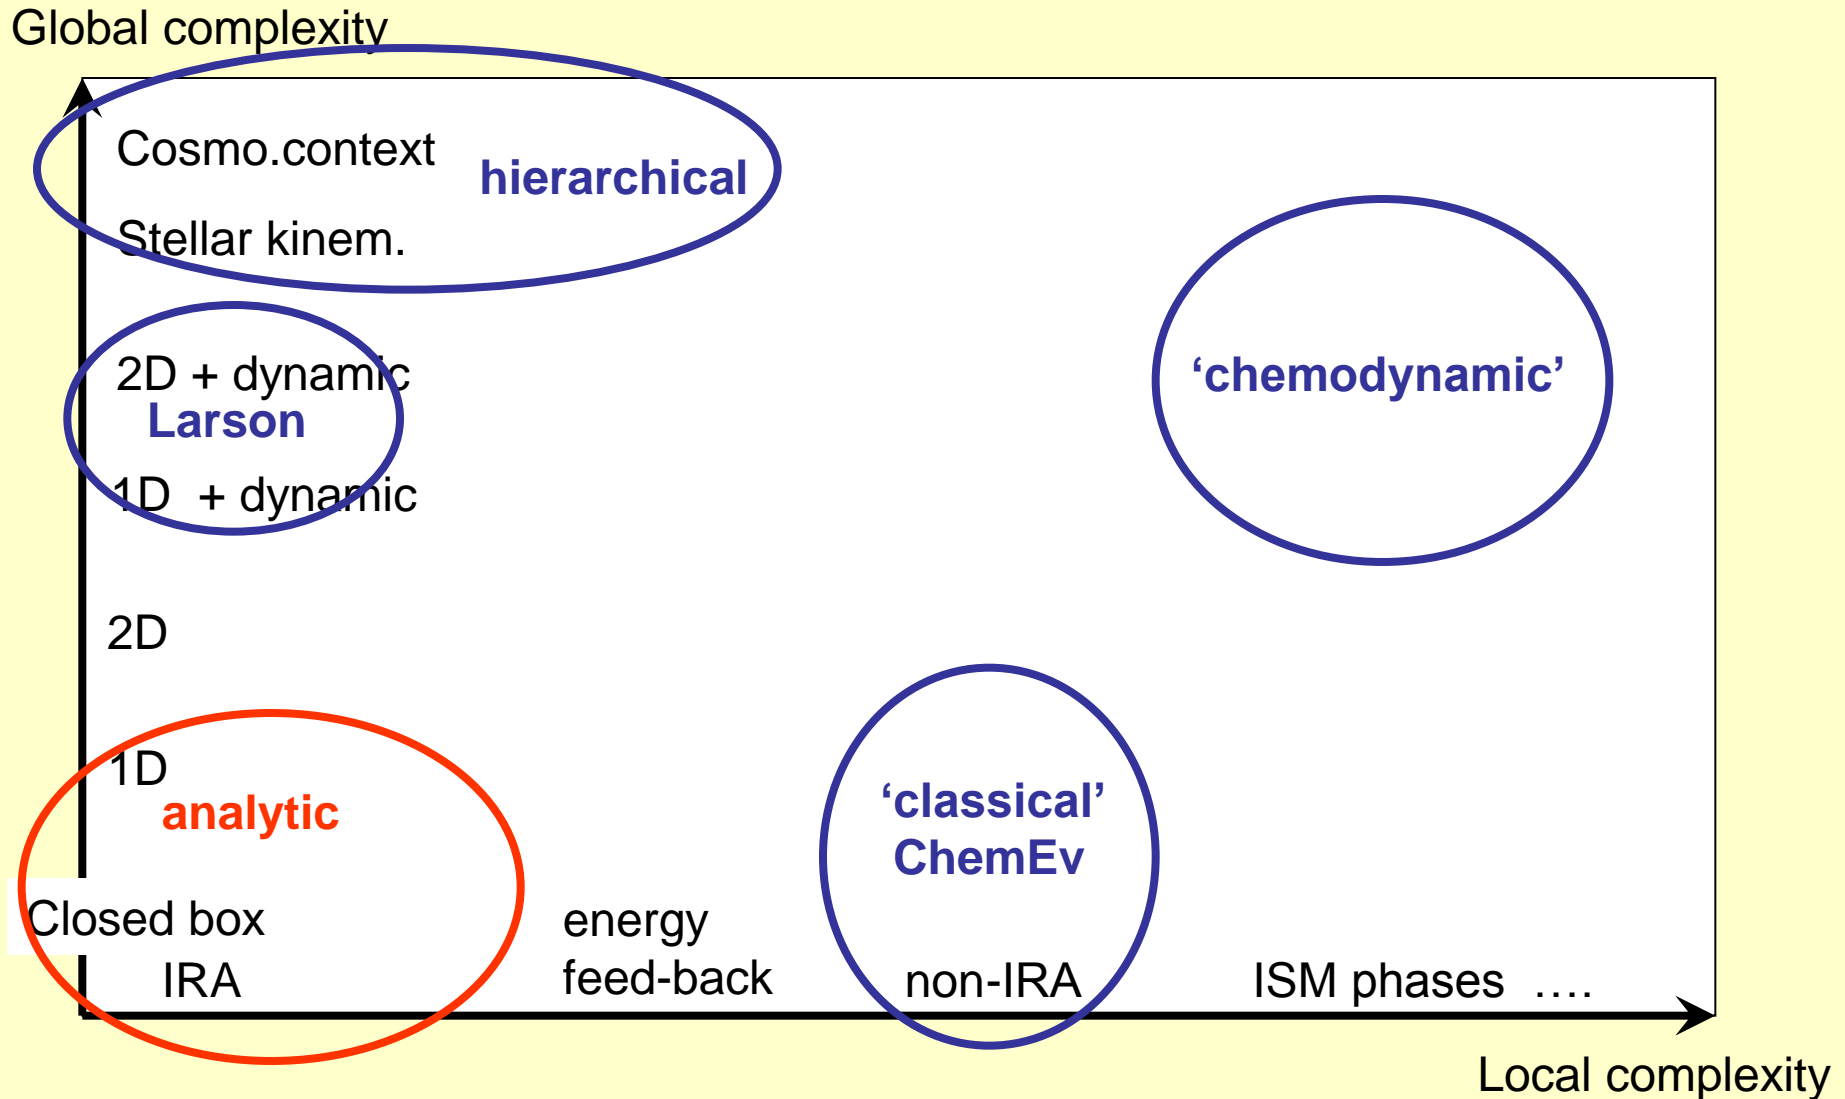 Global complexity
Cosmo.context
hierarchical
Stellar kinem.
2D + dynamic
Larson
1D + dynamic
‘chemodynamic’
2D
1D
analytic
‘classical’
ChemEv
Closed box
IRA
energy
feed-back
non-IRA
ISM phases ….
Local complexity